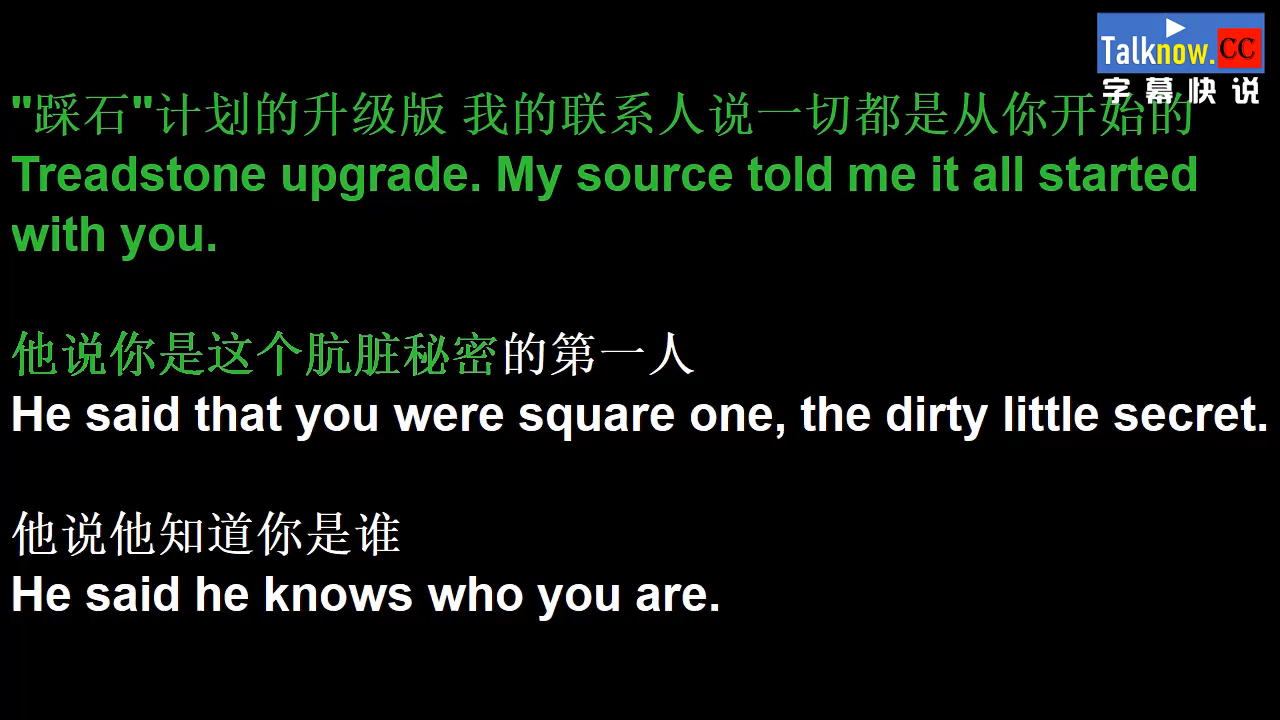 Talknow.CC
字幕快说
"踩石"计划的升级版 我的联系人说一切都是从你开始的
Treadstone upgrade. My source told me it all started
with you.
他说你是这个肮脏秘密的第一人
He said that you were square one, the dirty little secret.
他说他知道你是谁
He said he knows who you are.